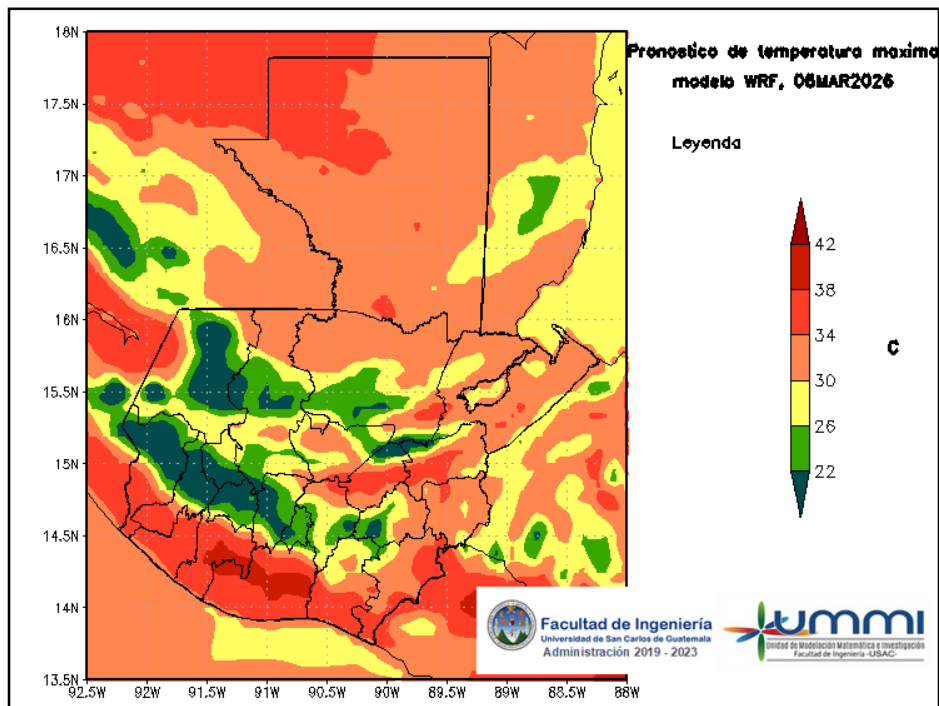 Pronostico de temperatura maxima
modelo WRF, 06MAR2026
Leyenda
42
38
34
30
26
22
C
18N
17.5N
17N
16.5N
16N
15.5N
15N
14.5N
14N
13.5N
92.5W
92W
91.5W
91W
90.5W
90W
89.5W
89W
88.5W
88W
Facultad de Ingeniería
Universidad de San Carlos de Guatemala
Administración 2019 - 2023
ummi
Unidad de Modelación Matemática e Investigación
Facultad de Ingeniería -USAC-